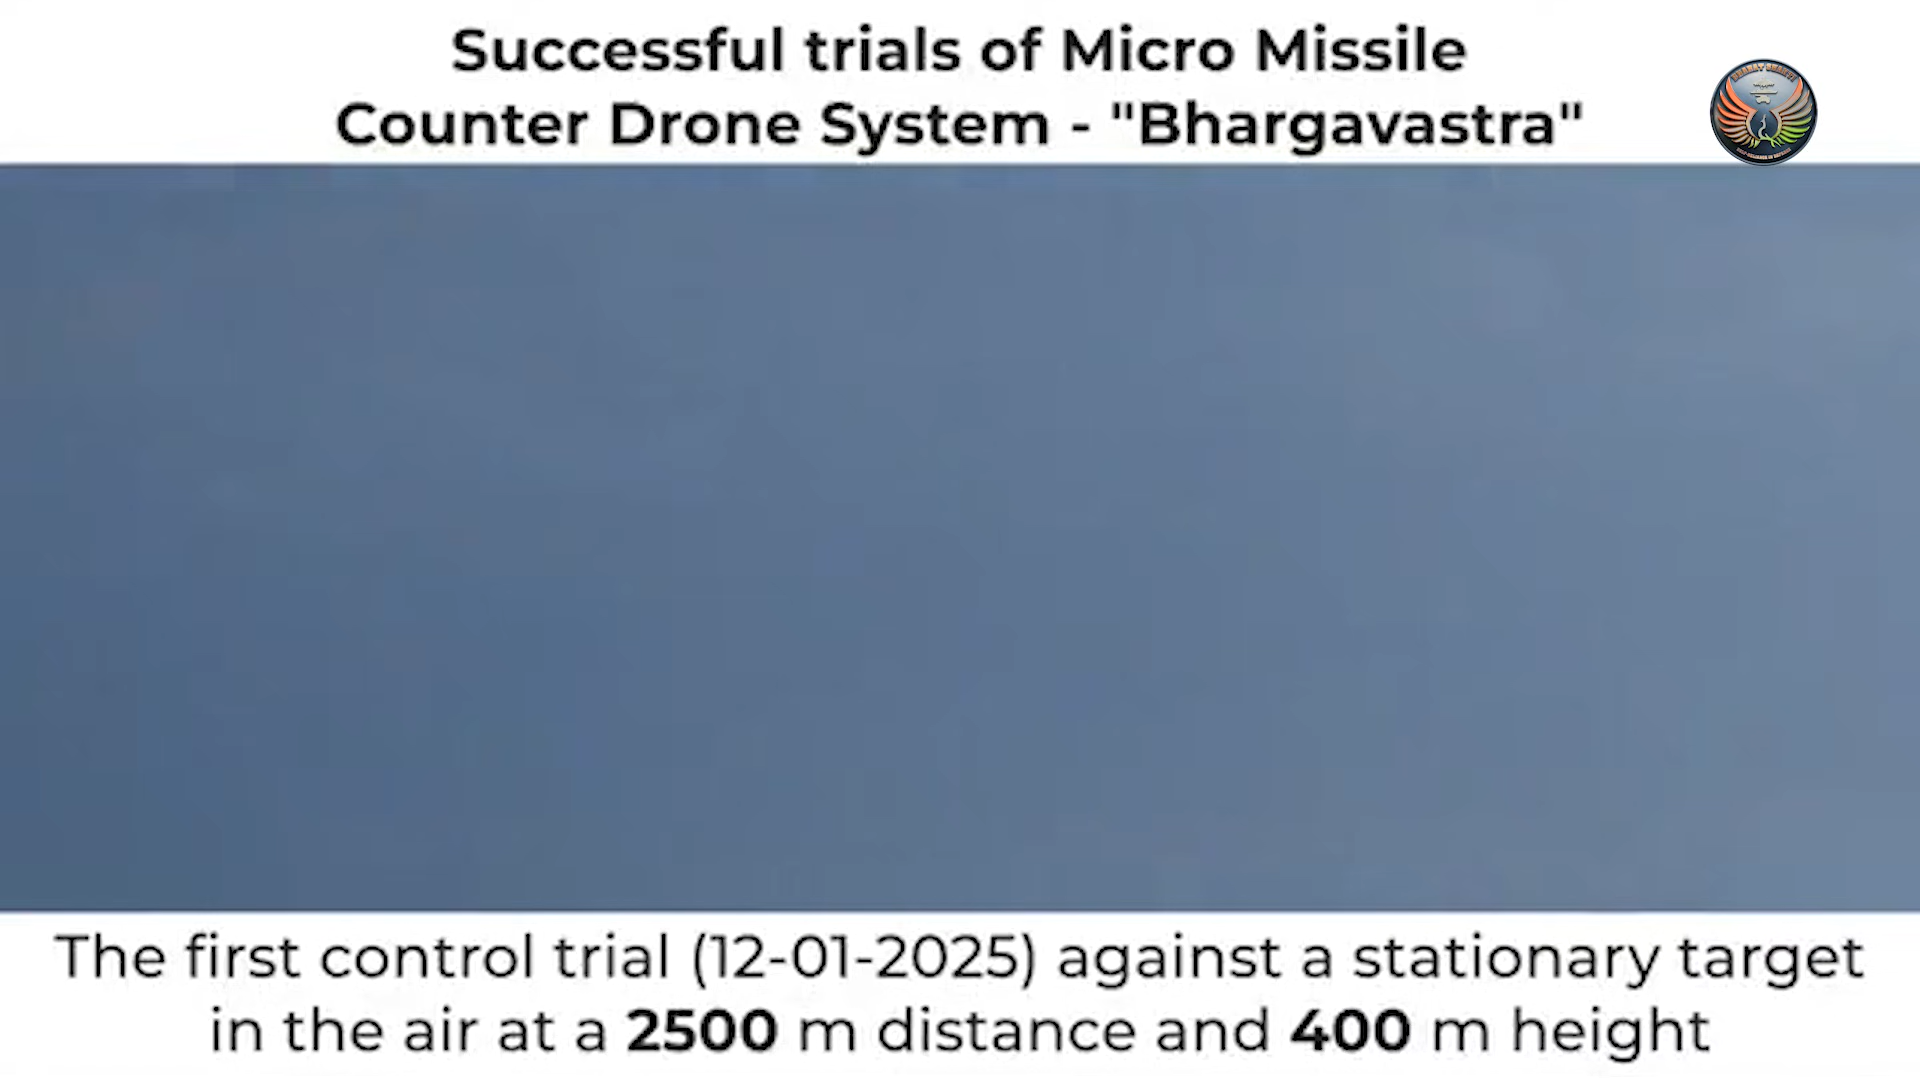 Successful trials of Micro Missile
Counter Drone System - "Bhargavastra"
The first control trial (12-01-2025) against a stationary target
in the air at a 2500 m distance and 400 m height